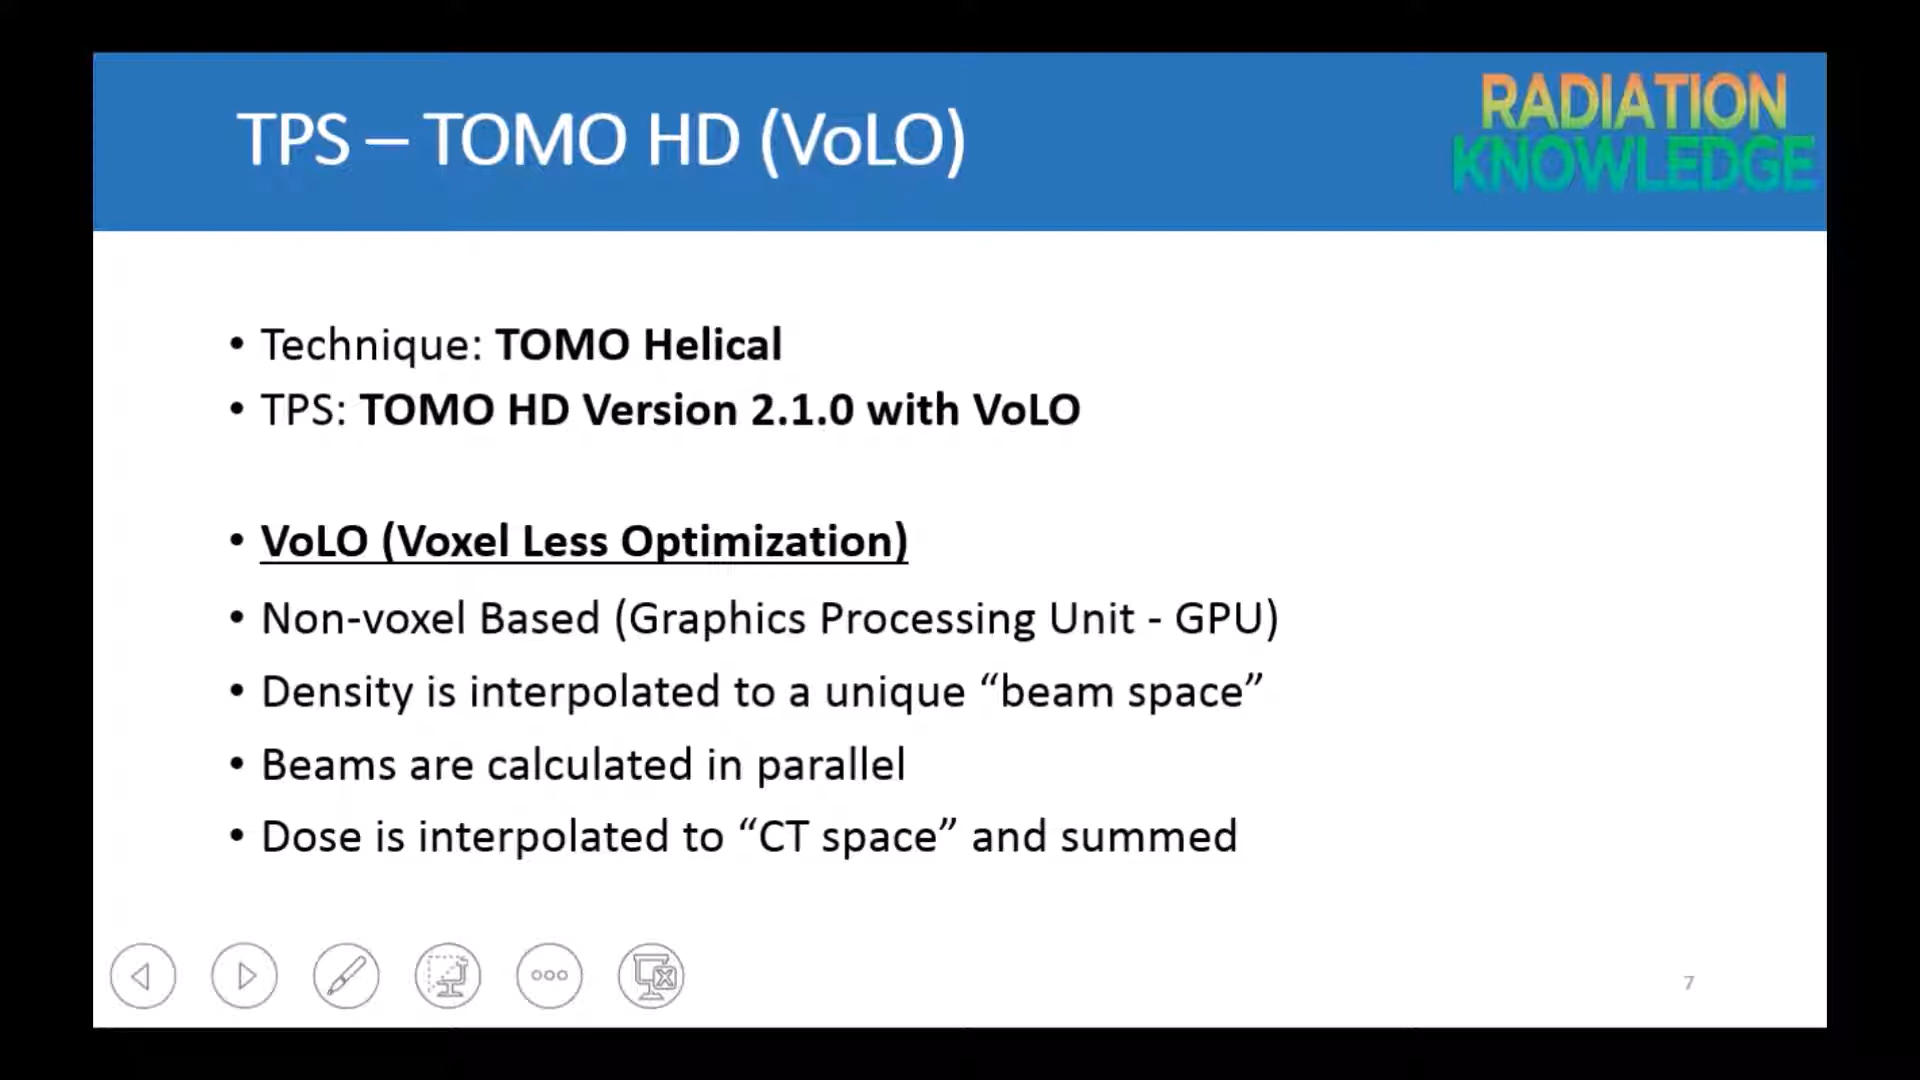 TPS – TOMO HD (VoLO)
RADIATION
KNOWLEDGE
• Technique: TOMO Helical
• TPS: TOMO HD Version 2.1.0 with VoLO
• VoLO (Voxel Less Optimization)
• Non-voxel Based (Graphics Processing Unit - GPU)
• Density is interpolated to a unique “beam space”
• Beams are calculated in parallel
• Dose is interpolated to “CT space” and summed
7